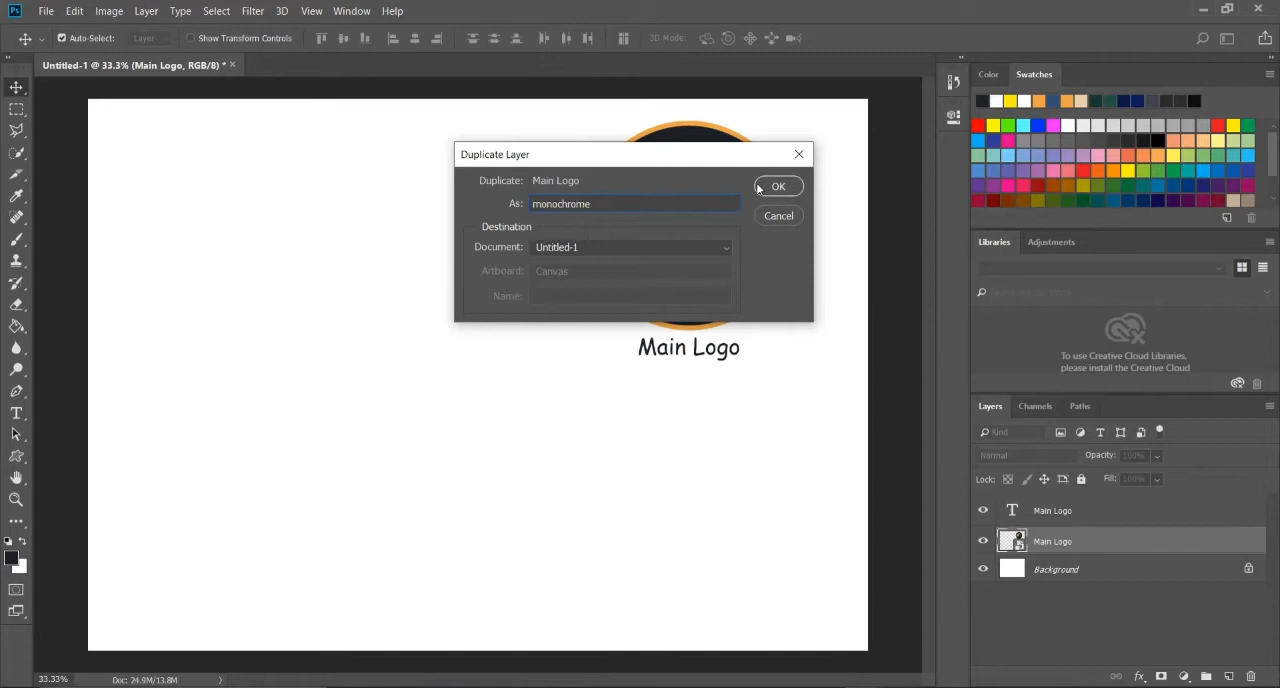 Ps File Edit Image Layer Type Select Filter 3D View Window Help
Auto-Select: Layer Show Transform Controls 3D Mode:
Untitled-1 @ 33.3% (Main Logo, RGB/8) *
Color Swatches
Duplicate Layer
Duplicate: Main Logo
OK
As: monochrome
Cancel
Destination
Document: Untitled-1
Artboard: Canvas
Name:
Main Logo
Libraries Adjustments
To use Creative Cloud Libraries,
please install the Creative Cloud
Layers Channels Paths
Kind
Normal Opacity: 100%
Lock: Fill: 100%
T Main Logo
Main Logo
Background
33.33% Doc: 24.9M/13.8M